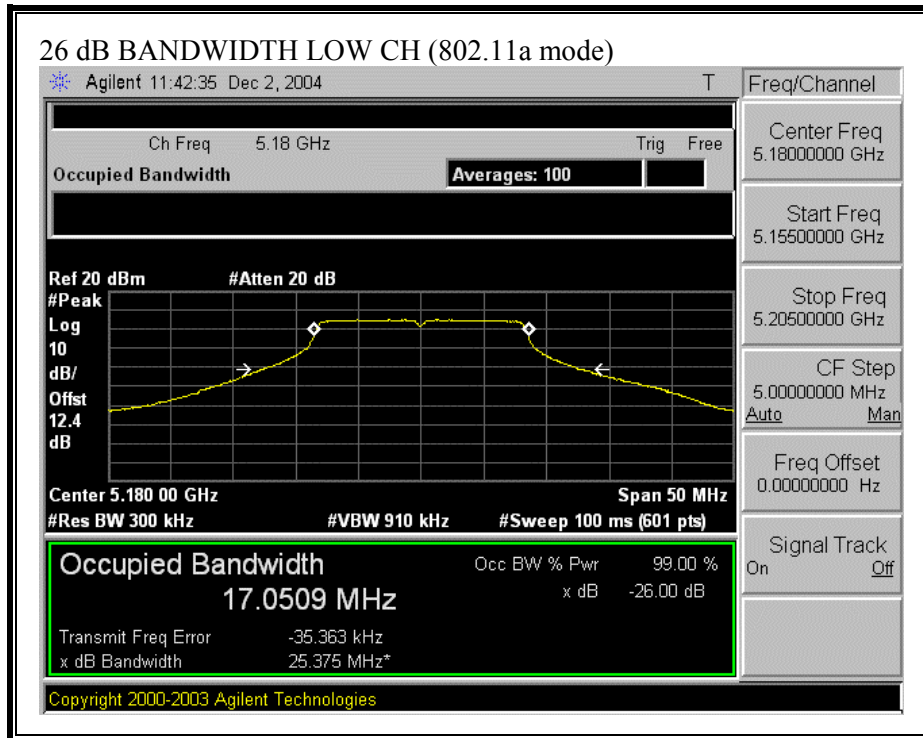 26 dB BANDWIDTH LOW CH (802.11a mode)
Agilent 11:42:35 Dec 2, 2004 T
Ch Freq 5.18 GHz Trig Free
Occupied Bandwidth Averages: 100
Ref 20 dBm #Atten 20 dB
#Peak
Log
10
dB/
Offst
12.4
dB
Center 5.180 00 GHz Span 50 MHz
#Res BW 300 kHz #VBW 910 kHz #Sweep 100 ms (601 pts)
Occupied Bandwidth Occ BW % Pwr 99.00 %
17.0509 MHz x dB -26.00 dB
Transmit Freq Error -35.363 kHz
x dB Bandwidth 25.375 MHz*
Copyright 2000-2003 Agilent Technologies
Freq/Channel
Center Freq
5.18000000 GHz
Start Freq
5.15500000 GHz
Stop Freq
5.20500000 GHz
CF Step
5.00000000 MHz
Auto Man
Freq Offset
0.00000000 Hz
Signal Track
On Off